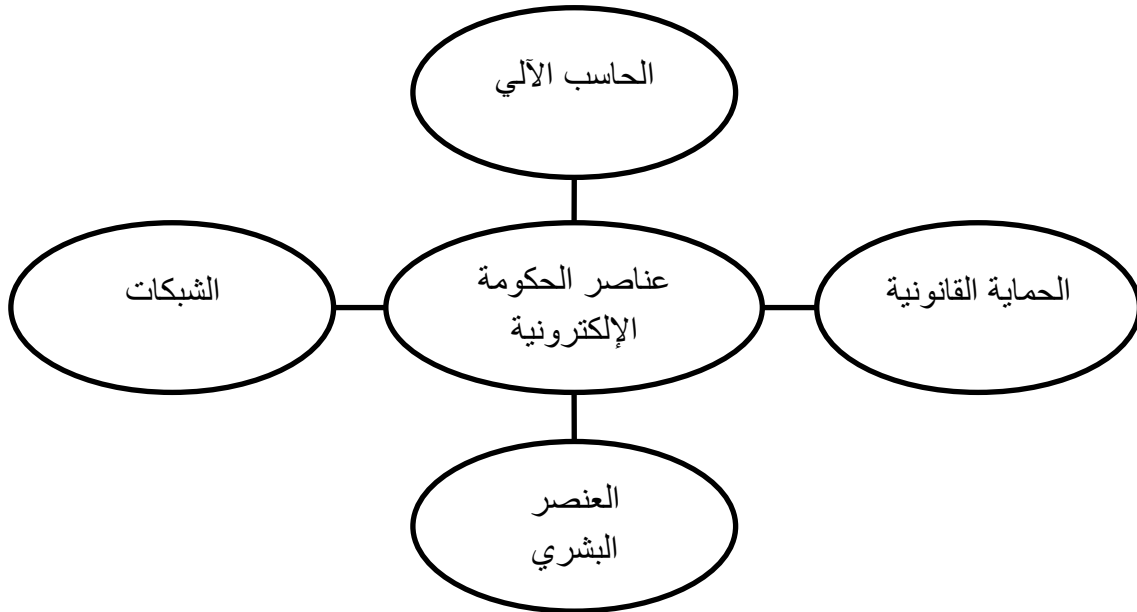 الحاسب الآلي
الحماية القانونية
عناصر الحكومة
الإلكترونية
الشبكات
العنصر
البشري